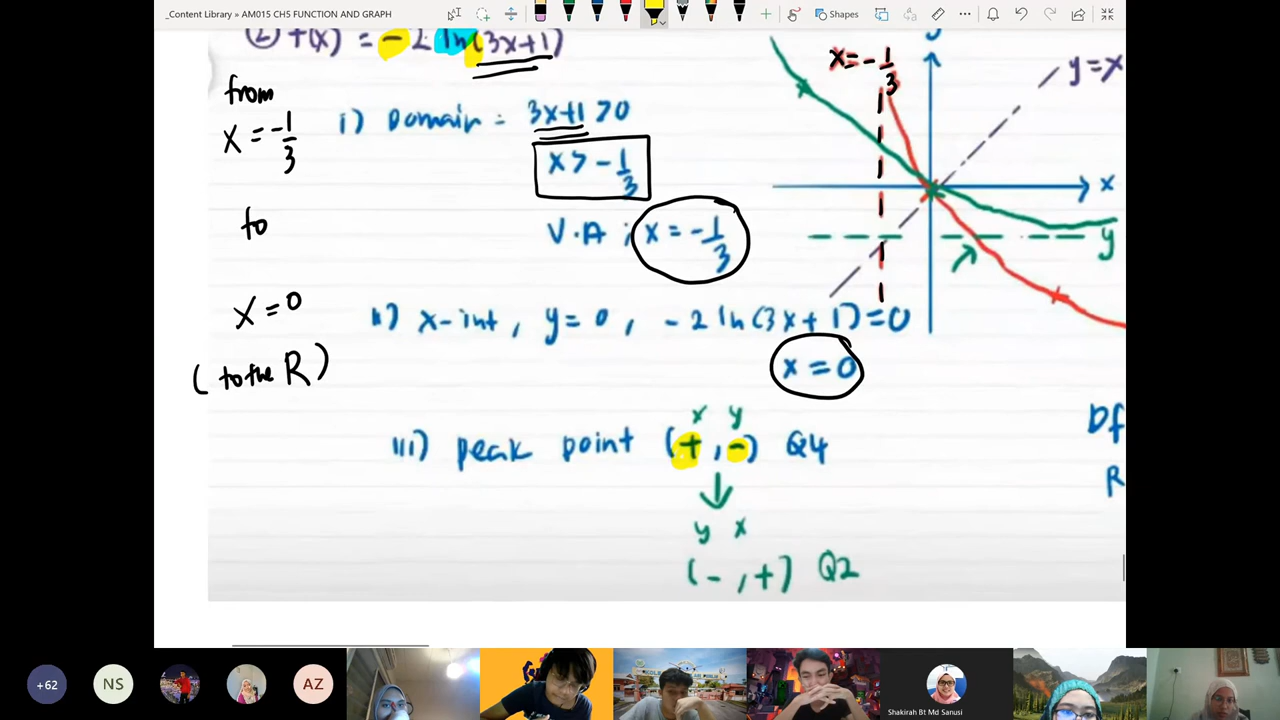 _Content Library » AM015 CH5 FUNCTION AND GRAPH
Shapes
f(x) = -2 ln(3x+1)
from
x = -1/3
to
x = 0
(to the R)
i) Domain = 3x+1 > 0
x > -1/3
V.A ; x = -1/3
ii) x-int, y = 0, -2 ln(3x+1) = 0
x = 0
x y
iii) peak point (+, -) Q4
y x
(-, +) Q2
x = -1/3
y = x
x
y
Df
R
+62
NS
AZ
Shakirah Bt Md Sanusi